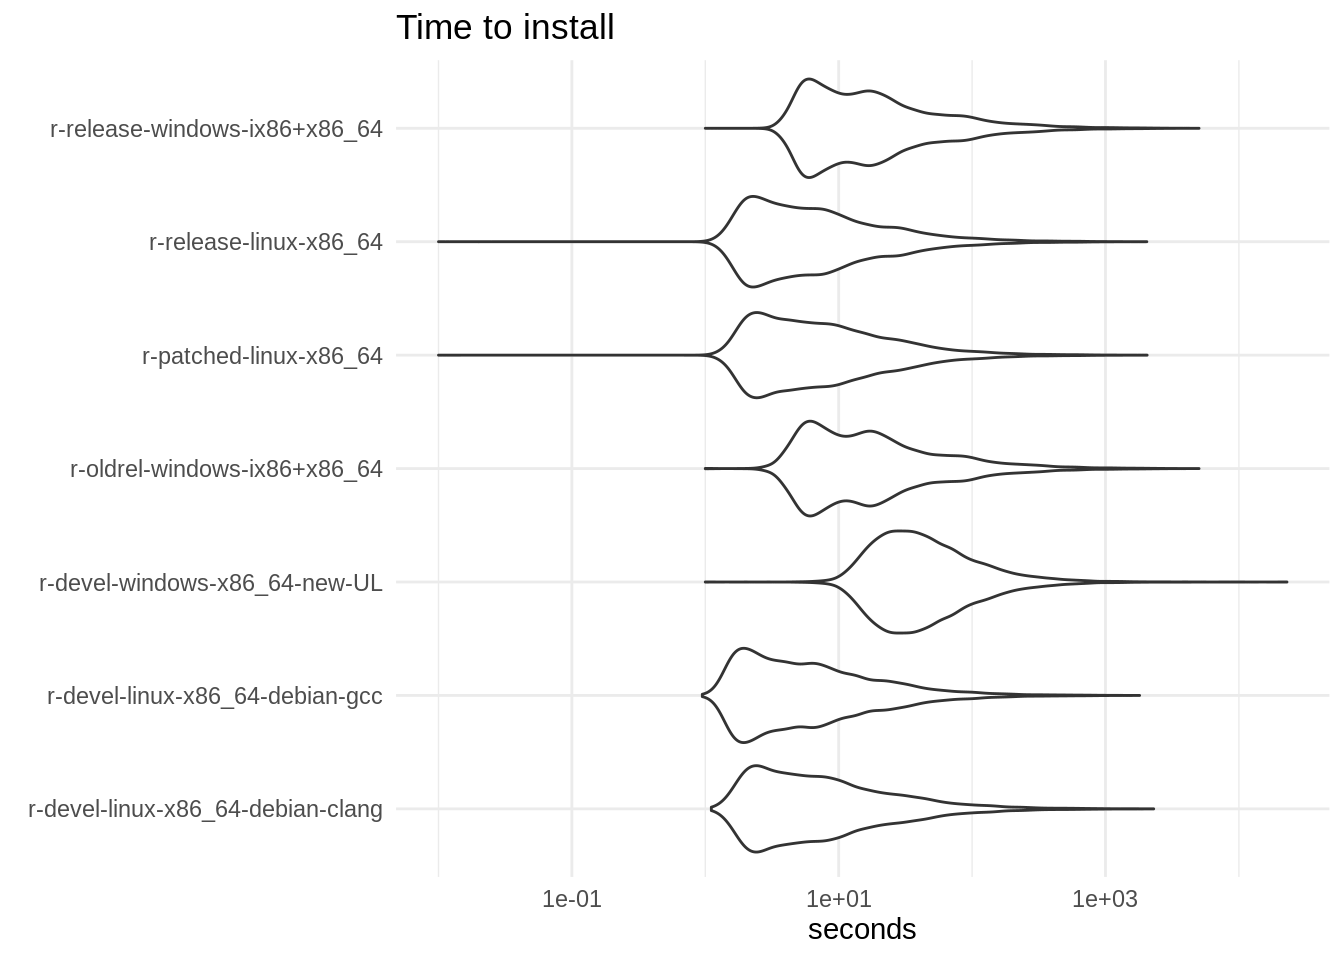 Time to install
r-release-windows-ix86+x86_64
r-release-linux-x86_64
r-patched-linux-x86_64
r-oldrel-windows-ix86+x86_64
r-devel-windows-x86_64-new-UL
r-devel-linux-x86_64-debian-gcc
r-devel-linux-x86_64-debian-clang
1e-01 1e+01 1e+03
seconds